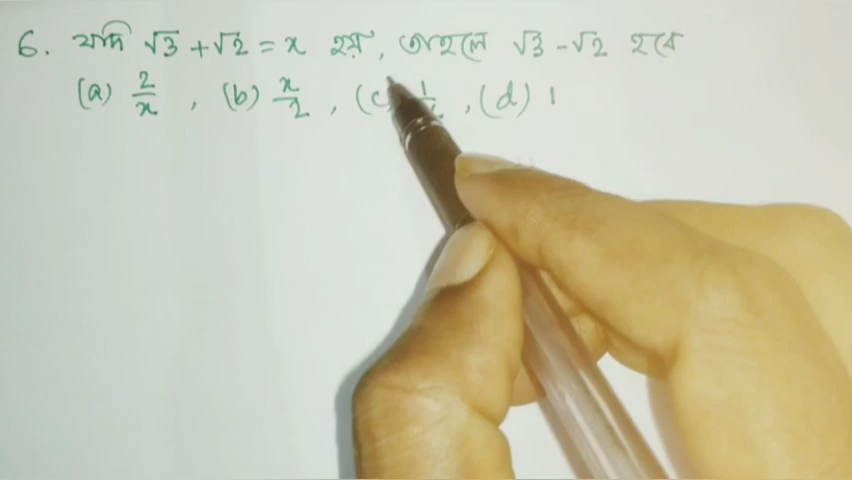 6. যদি √3 + √2 = x হয়, তাহলে √3 - √2 হবে
(a) 2/x , (b) x/2 , (c) , (d) 1